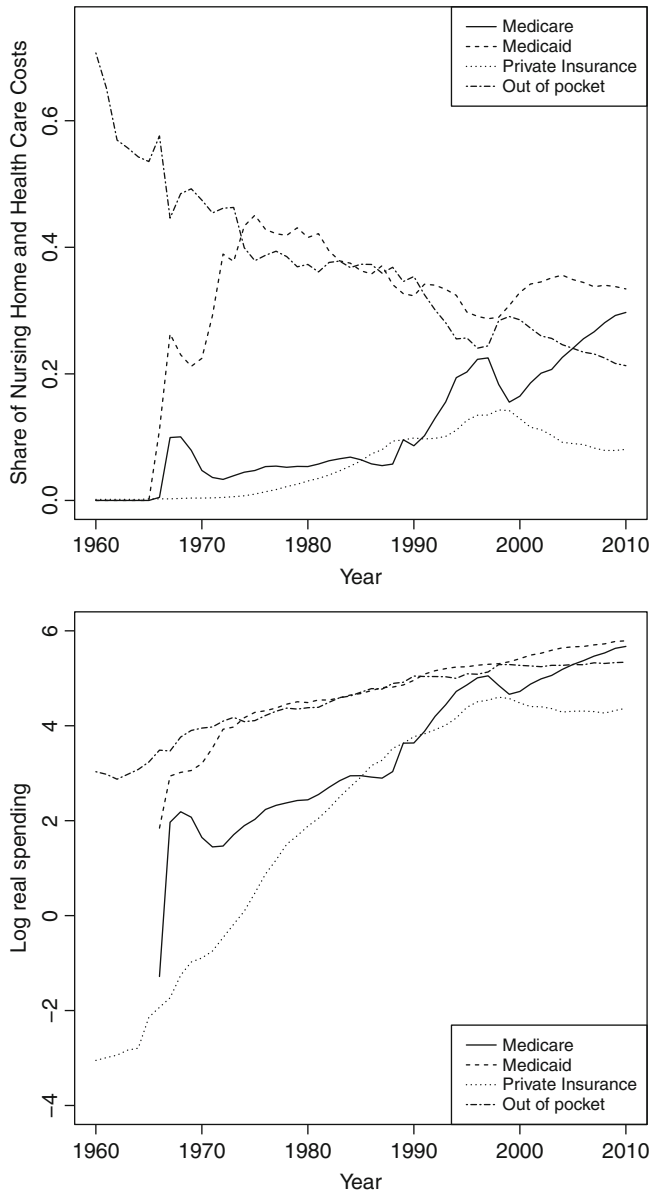 Medicare
Medicaid
Private Insurance
Out of pocket
Share of Nursing Home and Health Care Costs
0.6
0.4
0.2
0.0
1960 1970 1980 1990 2000 2010
Year
Log real spending
6
4
2
0
−2
−4
Medicare
Medicaid
Private Insurance
Out of pocket
1960 1970 1980 1990 2000 2010
Year